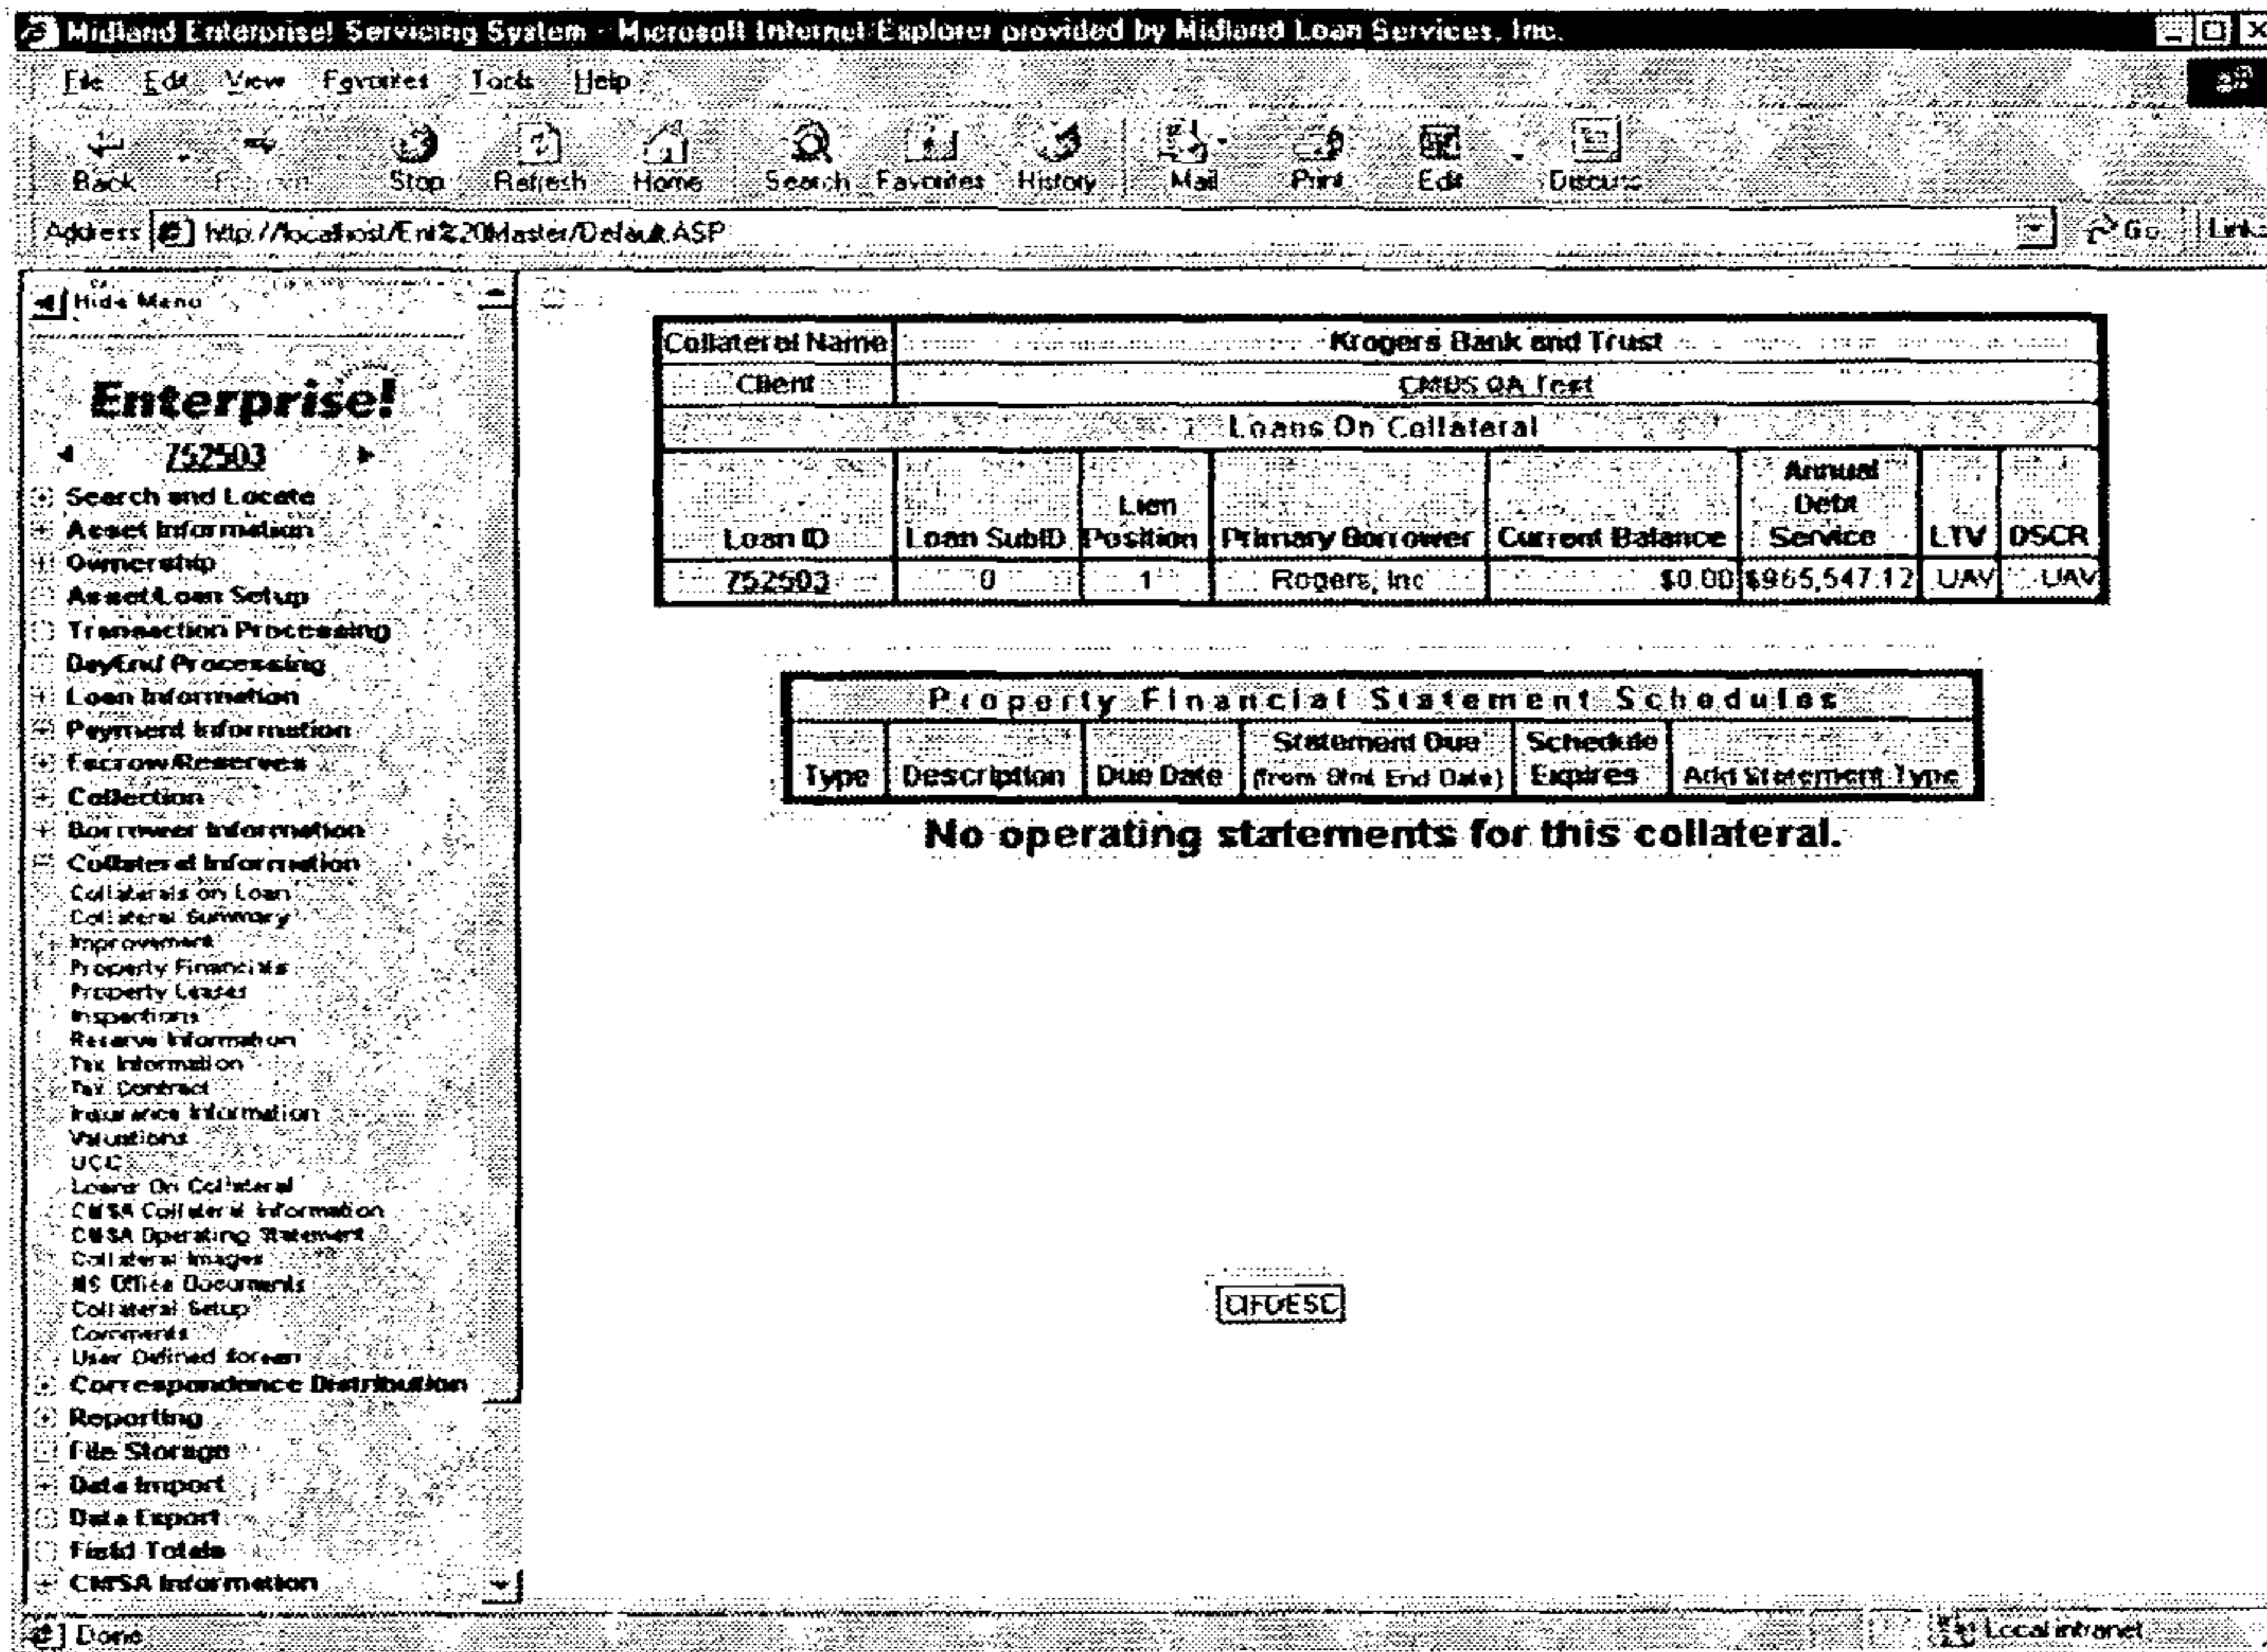 Midland Enterprise! Servicing System - Microsoft Internet Explorer provided by Midland Loan Services, Inc.
File Edit View Favorites Tools Help
Back Forward Stop Refresh Home Search Favorites History Mail Print Edit Discuss
Address http://localhost/Ent%20Master/Default.ASP Go Links
Hide Menu
Enterprise!
752503
Search and Locate
Asset Information
Ownership
Asset/Loan Setup
Transaction Processing
DayEnd Processing
Loan Information
Payment Information
Escrow/Reserves
Collection
Borrower Information
Collateral Information
Collaterals on Loan
Collateral Summary
Improvement
Property Financials
Property Leases
Inspections
Reserve Information
Tax Information
Tax Contract
Insurance Information
Valuations
UCC
Loans On Collateral
CMSA Collateral Information
CMSA Operating Statement
Collateral Images
MS Office Documents
Collateral Setup
Comments
User Defined Screen
Correspondence Distribution
Reporting
File Storage
Data Import
Data Export
Field Totals
CMSA Information
Collateral Name Krogers Bank and Trust
Client CMBS QA Test
Loans On Collateral
Loan ID Loan SubID Lien Position Primary Borrower Current Balance Annual Debt Service LTV DSCR
752503 0 1 Rogers, Inc $0.00 $965,547.12 UAV UAV
Property Financial Statement Schedules
Type Description Due Date Statement Due (from Stmt End Date) Schedule Expires Add Statement Type
No operating statements for this collateral.
Done Local intranet